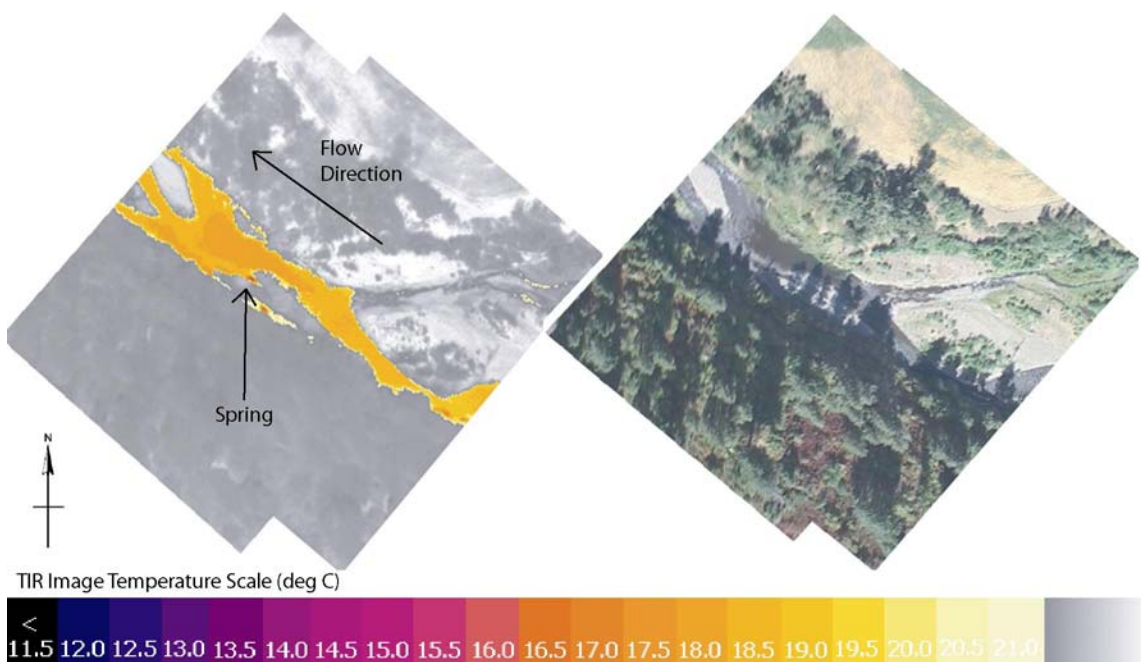 Flow
Direction
Spring
N
TIR Image Temperature Scale (deg C)
<
11.5 12.0 12.5 13.0 13.5 14.0 14.5 15.0 15.5 16.0 16.5 17.0 17.5 18.0 18.5 19.0 19.5 20.0 20.5 21.0